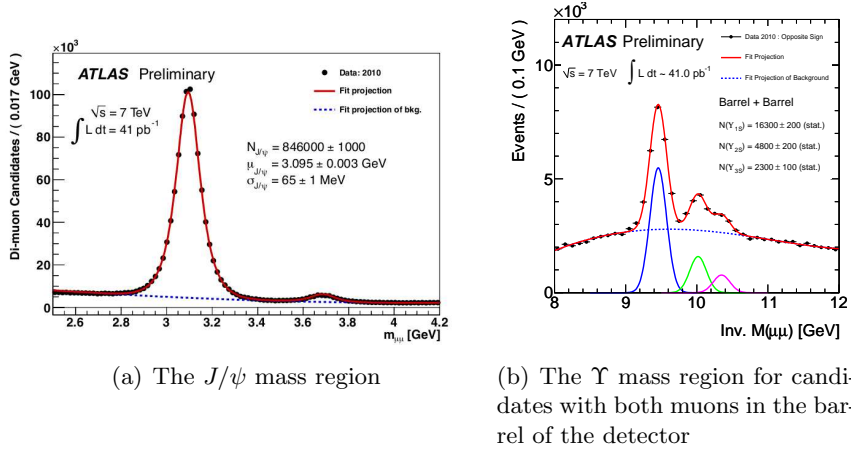 ×10³
ATLAS Preliminary
√s = 7 TeV
∫ L dt = 41 pb⁻¹
Data: 2010
Fit projection
Fit projection of bkg.
N_J/ψ = 846000 ± 1000
μ_J/ψ = 3.095 ± 0.003 GeV
σ_J/ψ = 65 ± 1 MeV
Di-muon Candidates / ( 0.017 GeV )
100
80
60
40
20
0
2.6 2.8 3 3.2 3.4 3.6 3.8 4 4.2
m_μμ [GeV]
(a) The J/ψ mass region
×10³
ATLAS Preliminary
√s = 7 TeV ∫ L dt ~ 41.0 pb⁻¹
Data 2010 : Opposite Sign
Fit Projection
Fit Projection of Background
Barrel + Barrel
N(ϒ1S) = 16300 ± 200 (stat.)
N(ϒ2S) = 4800 ± 200 (stat.)
N(ϒ3S) = 2300 ± 100 (stat.)
Events / ( 0.1 GeV )
10
5
0
8 9 10 11 12
Inv. M(μμ) [GeV]
(b) The ϒ mass region for candi-
dates with both muons in the bar-
rel of the detector